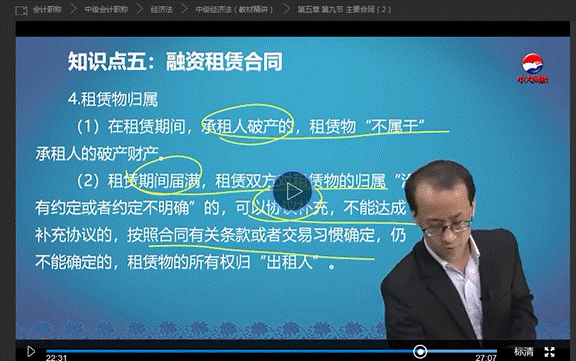 会计职称 > 中级会计职称 > 经济法 > 中级经济法（教材精讲） > 第五章 第九节 主要合同（2）
知识点五：融资租赁合同
4.租赁物归属
（1）在租赁期间，承租人破产的，租赁物“不属于”
承租人的破产财产。
（2）租赁期间届满，租赁双方对租赁物的归属“没
有约定或者约定不明确”的，可以协议补充，不能达成
补充协议的，按照合同有关条款或者交易习惯确定，仍
不能确定的，租赁物的所有权归“出租人”。
22:31
27:07
标清